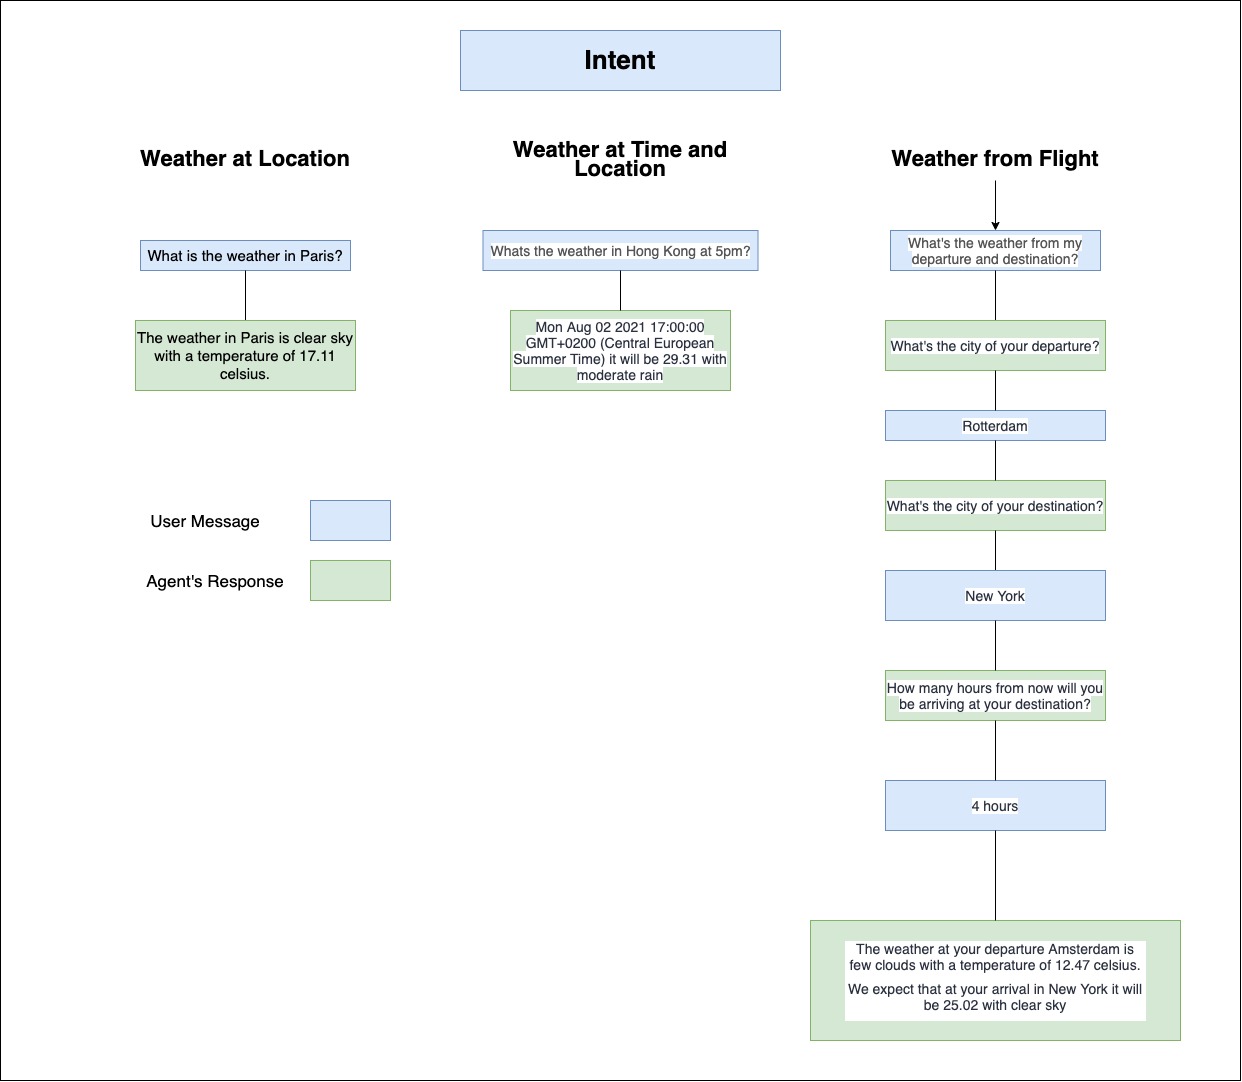 Intent
Weather at Location
What is the weather in Paris?
The weather in Paris is clear sky
with a temperature of 17.11
celsius.
Weather at Time and
Location
Whats the weather in Hong Kong at 5pm?
Mon Aug 02 2021 17:00:00
GMT+0200 (Central European
Summer Time) it will be 29.31 with
moderate rain
Weather from Flight
What's the weather from my
departure and destination?
What's the city of your departure?
Rotterdam
What's the city of your destination?
New York
How many hours from now will you
be arriving at your destination?
4 hours
The weather at your departure Amsterdam is
few clouds with a temperature of 12.47 celsius.
We expect that at your arrival in New York it will
be 25.02 with clear sky
User Message
Agent's Response